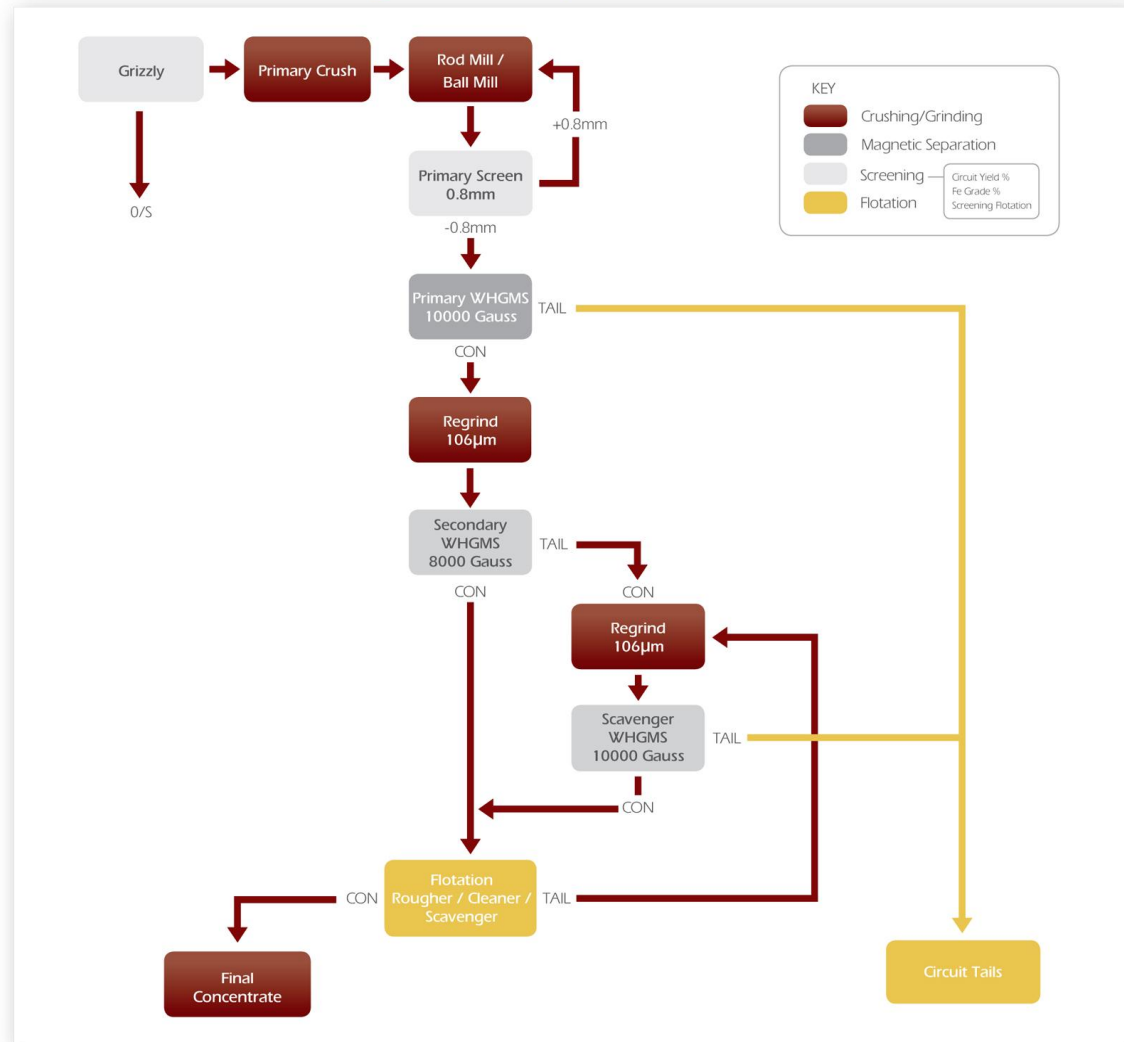 Grizzly
Primary Crush
Rod Mill /
Ball Mill
+0.8mm
KEY
Crushing/Grinding
Magnetic Separation
Screening
Circuit Yield %
Fe Grade %
Screening Flotation
Flotation
0/S
Primary Screen
0.8mm
-0.8mm
Primary WHGMS
10000 Gauss
TAIL
CON
Regrind
106µm
Secondary
WHGMS
8000 Gauss
TAIL
CON
CON
Regrind
106µm
Scavenger
WHGMS
10000 Gauss
TAIL
CON
CON
Flotation
Rougher / Cleaner /
Scavenger
TAIL
Final
Concentrate
Circuit Tails